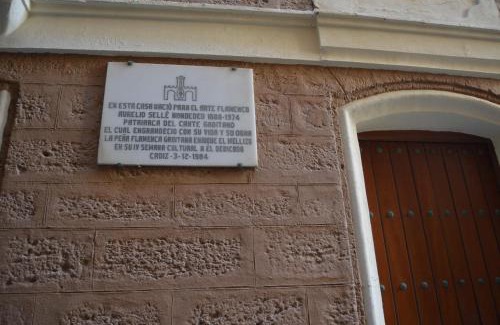 EN ESTA CASA NACIÓ PARA EL ARTE FLAMENCO
AURELIO SELLÉ NONDEDEU 1888-1974
PATRIARCA DEL CANTE GADITANO
EL CUAL ENGRANDECIÓ CON SU VIDA Y SU OBRA
LA PEÑA FLAMENCA GADITANA ENRIQUE EL MELLIZO
EN SU IV SEMANA CULTURAL A EL DEDICADA
CADIZ-3-12-1984